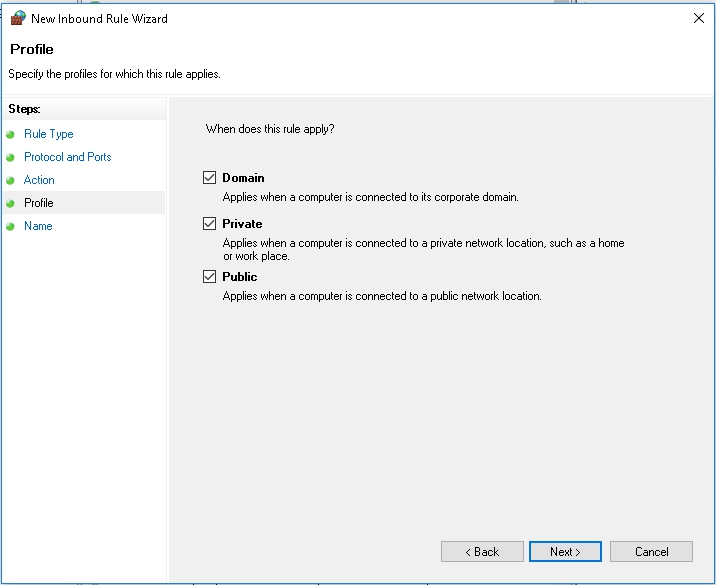 New Inbound Rule Wizard
Profile
Specify the profiles for which this rule applies.
Steps:
Rule Type
Protocol and Ports
Action
Profile
Name
When does this rule apply?
Domain
Applies when a computer is connected to its corporate domain.
Private
Applies when a computer is connected to a private network location, such as a home
or work place.
Public
Applies when a computer is connected to a public network location.
< Back
Next >
Cancel